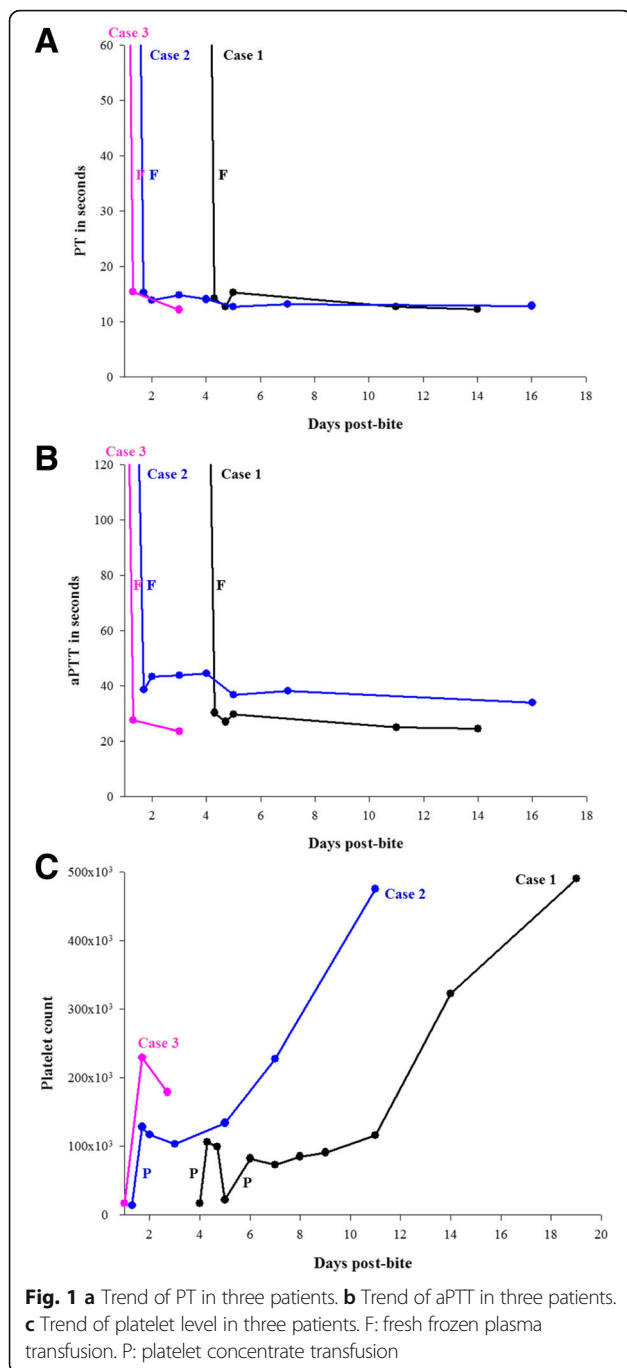 A
Case 3
Case 2
Case 1
60
50
40
30
20
10
0
PT in seconds
F
F
F
2 4 6 8 10 12 14 16 18
Days post-bite
B
Case 3
Case 2
Case 1
120
100
80
60
40
20
0
aPTT in seconds
F
F
F
2 4 6 8 10 12 14 16 18
Days post-bite
C
500x10³
400x10³
300x10³
200x10³
100x10³
0
Platelet count
Case 1
Case 2
Case 3
P
P
P
2 4 6 8 10 12 14 16 18 20
Days post-bite
Fig. 1 a Trend of PT in three patients. b Trend of aPTT in three patients.
c Trend of platelet level in three patients. F: fresh frozen plasma
transfusion. P: platelet concentrate transfusion